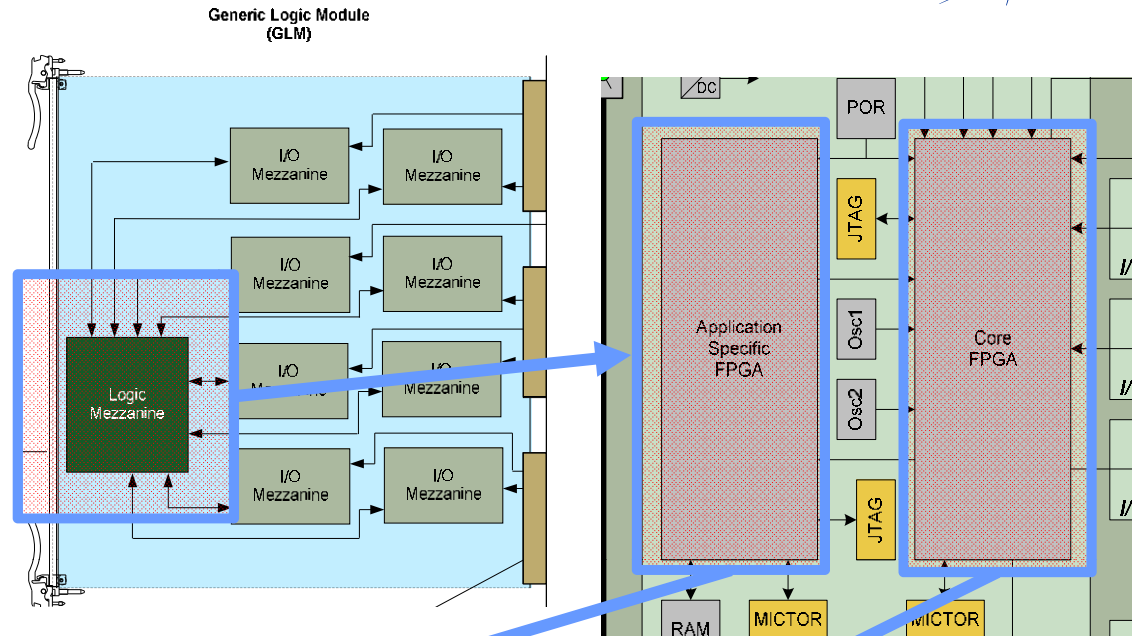 Generic Logic Module
(GLM)
I/O
Mezzanine
I/O
Mezzanine
I/O
Mezzanine
I/O
Mezzanine
I/O
Mezzanine
I/O
Mezzanine
I/O
Mezzanine
I/O
Mezzanine
Logic
Mezzanine
DC
POR
JTAG
Osc1
Osc2
JTAG
Application
Specific
FPGA
Core
FPGA
RAM
MICTOR
MICTOR